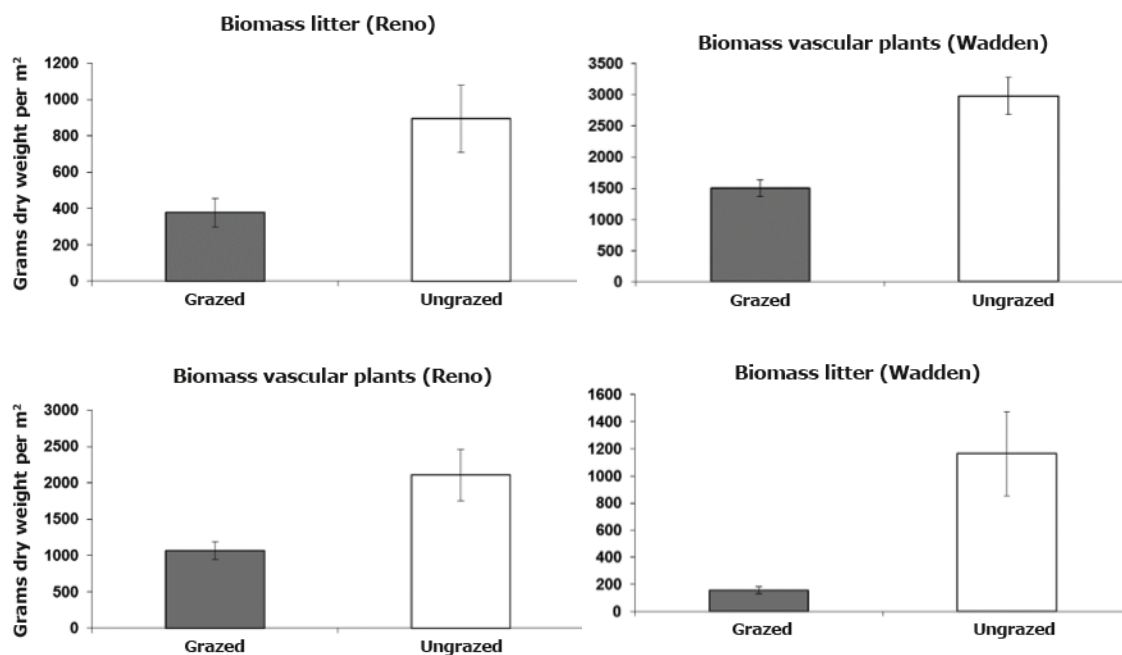 Biomass litter (Reno)
Grams dry weight per m²
1200
1000
800
600
400
200
0
Grazed
Ungrazed
Biomass vascular plants (Wadden)
3500
3000
2500
2000
1500
1000
500
0
Grazed
Ungrazed
Biomass vascular plants (Reno)
Grams dry weight per m²
3000
2500
2000
1500
1000
500
0
Grazed
Ungrazed
Biomass litter (Wadden)
1600
1400
1200
1000
800
600
400
200
0
Grazed
Ungrazed